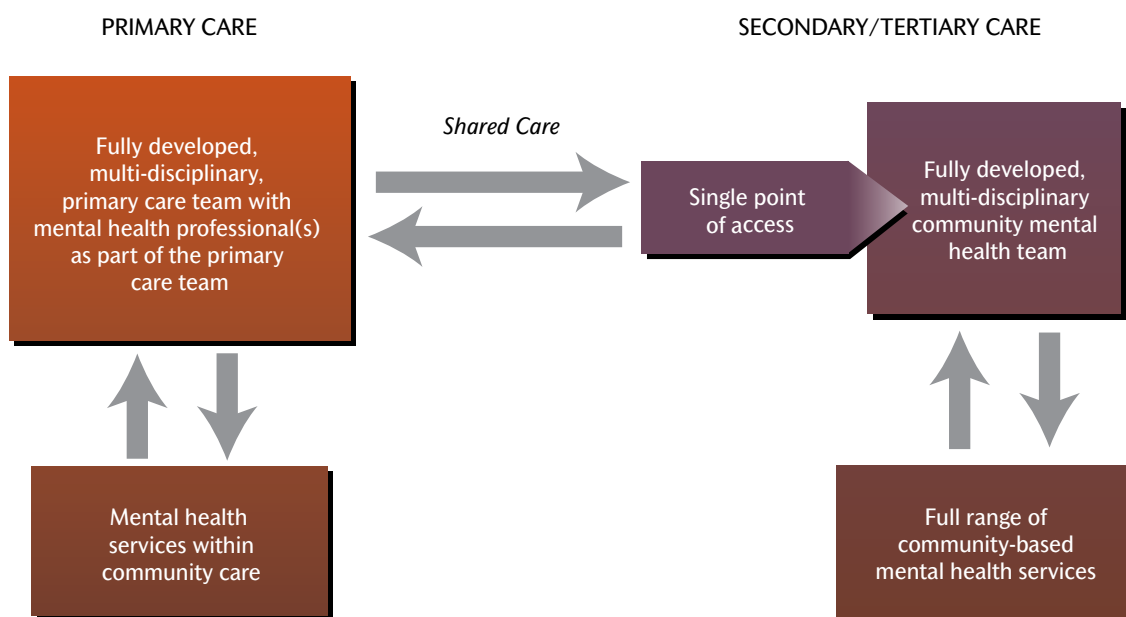 PRIMARY CARE
SECONDARY/TERTIARY CARE
Fully developed,
multi-disciplinary,
primary care team with
mental health professional(s)
as part of the primary
care team
Shared Care
Single point
of access
Fully developed,
multi-disciplinary
community mental
health team
Mental health
services within
community care
Full range of
community-based
mental health services